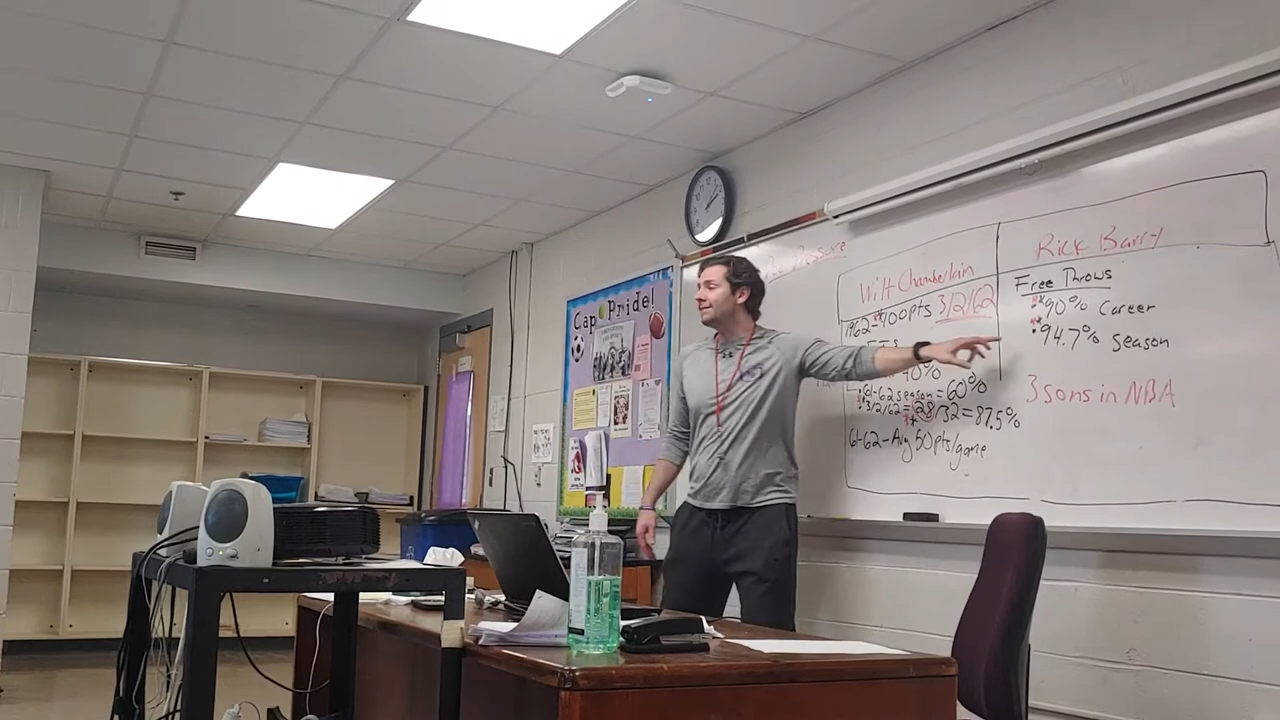 Cap Pride!
Pressure
Wilt Chamberlain
1962-*100pts 3/2/62
40%
61-62 season = 60%
3/2/62 = 28/32 = 87.5%
61-62 - Avg 50pts/game
Rick Barry
Free Throws
90% Career
94.7% season
3 sons in NBA